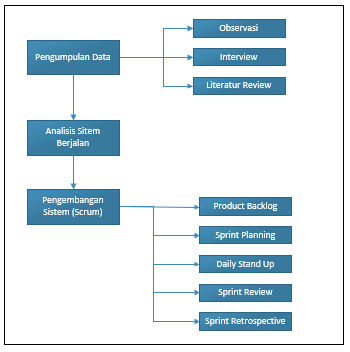 Pengumpulan Data
Observasi
Interview
Literatur Review
Analisis Sitem
Berjalan
Pengembangan
Sistem (Scrum)
Product Backlog
Sprint Planning
Daily Stand Up
Sprint Review
Sprint Retrospective